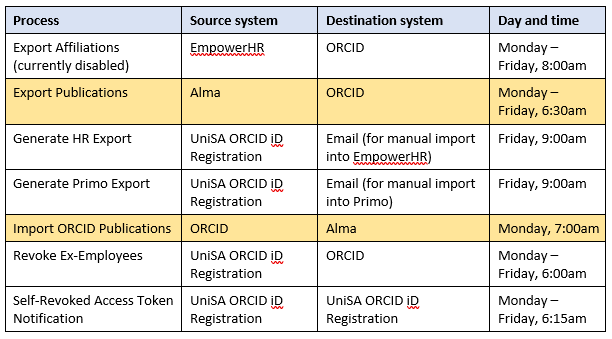 Process Source system Destination system Day and time
Export Affiliations EmpowerHR ORCID Monday –
(currently disabled) Friday, 8:00am
Export Publications Alma ORCID Monday –
Friday, 6:30am
Generate HR Export UniSA ORCID iD Email (for manual import Friday, 9:00am
Registration into EmpowerHR)
Generate Primo Export UniSA ORCID iD Email (for manual import Friday, 9:00am
Registration into Primo)
Import ORCID Publications ORCID Alma Monday, 7:00am
Revoke Ex-Employees UniSA ORCID iD ORCID Monday –
Registration Friday, 6:00am
Self-Revoked Access Token UniSA ORCID iD UniSA ORCID iD Monday –
Notification Registration Registration Friday, 6:15am